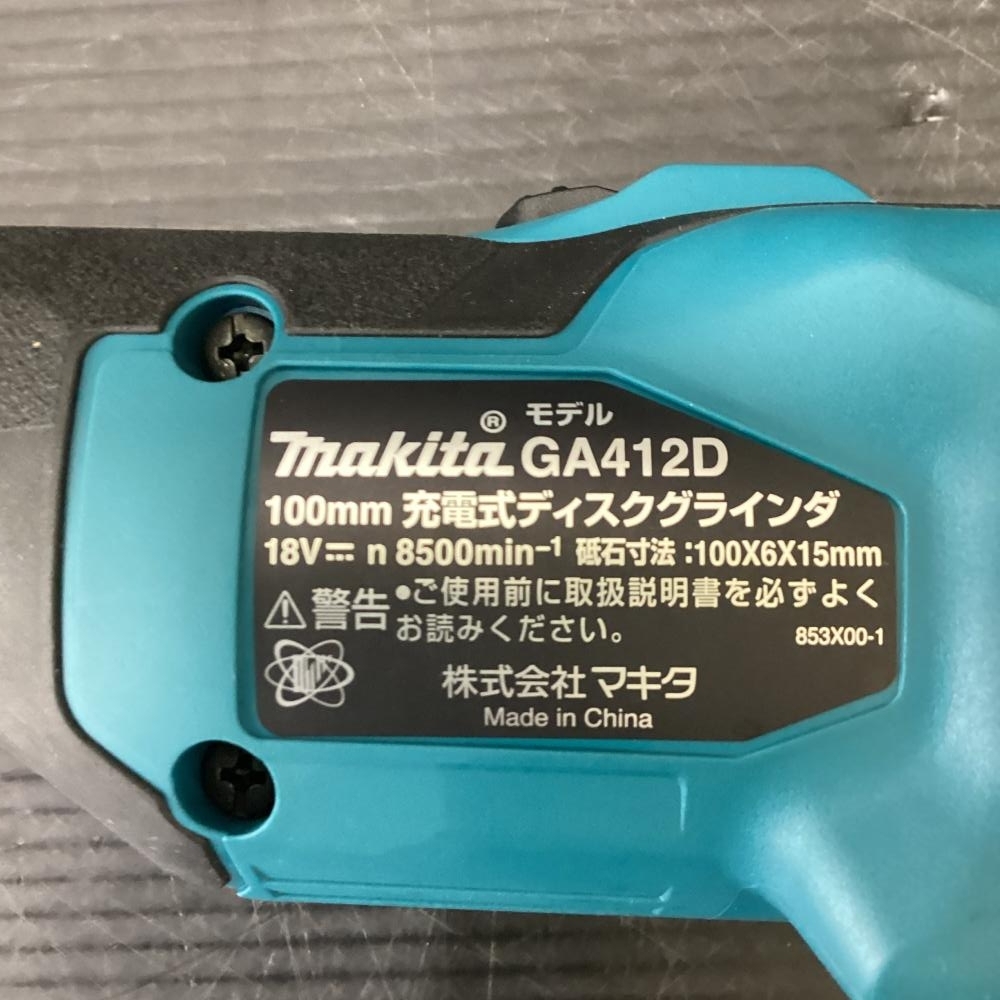 makita® モデル GA412D
100mm 充電式ディスクグラインダ
18V⎓ n 8500min⁻¹ 砥石寸法:100X6X15mm
⚠警告 •ご使用前に取扱説明書を必ずよく
お読みください。
853X00-1
株式会社マキタ
Made in China